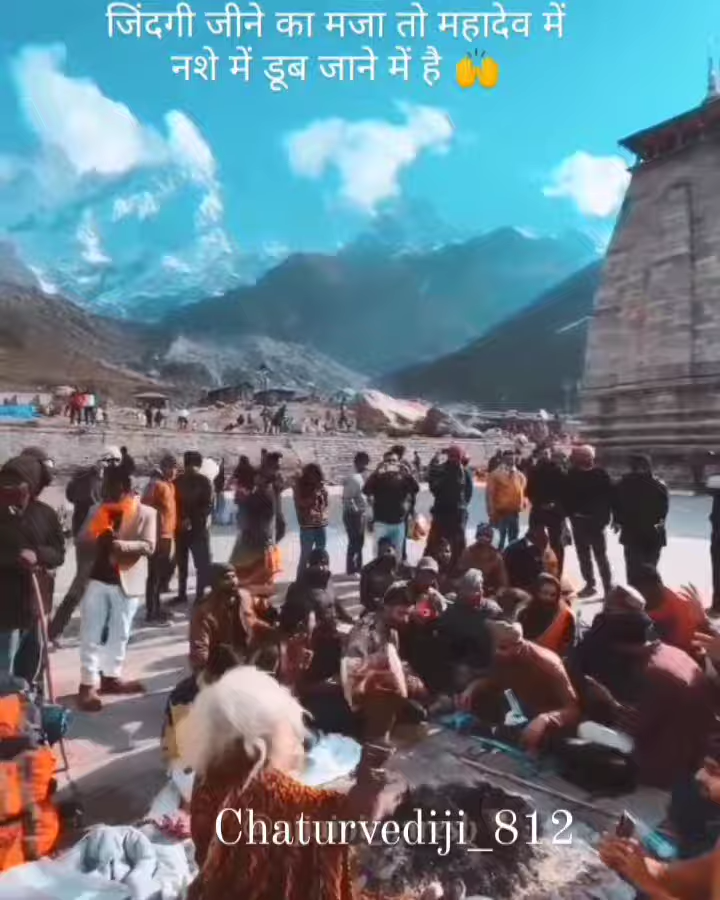 जिंदगी जीने का मजा तो महादेव में
नशे में डूब जाने में है 🙌
Chaturvediji_812